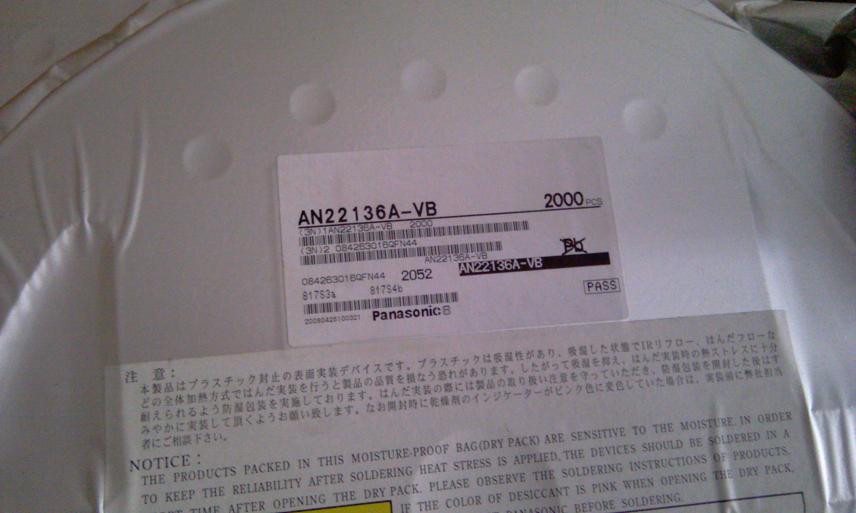 AN22136A-VB 2000 PCS
(3N)1AN22136A-VB 2000
(3N)2 084263016QFN44
AN22136A-VB
Pb
084263016QFN44 2052 AN22136A-VB
817S3a 817S4b PASS
20080426100321 Panasonic
注 意:
本製品はプラスチック封止の表面実装デバイスです。プラスチックは吸湿性があり、吸湿した状態でIRリフロー、はんだフローな
どの全体加熱方式ではんだ実装を行うと製品の品質を損なう恐れがあります。したがって吸湿を抑え、はんだ実装時の熱ストレスに十分
耐えられるよう防湿包装を実施しております。はんだ実装の際には製品の取り扱い注意を守っていただき、防湿包装を開封した後はす
みやかに実装して頂くようお願い致します。なお開封時に乾燥剤のインジケーターがピンク色に変色していた場合は、実装前に弊社担当
者にご相談下さい。
NOTICE:
THE PRODUCTS PACKED IN THIS MOISTURE-PROOF BAG(DRY PACK) ARE SENSITIVE TO THE MOISTURE. IN ORDER
TO KEEP THE RELIABILITY AFTER SOLDERING HEAT STRESS IS APPLIED, THE DEVICES SHOULD BE SOLDERED IN A
TIME AFTER OPENING THE DRY PACK. PLEASE OBSERVE THE SOLDERING INSTRUCTIONS OF PRODUCTS.
IF THE COLOR OF DESICCANT IS PINK WHEN OPENING THE DRY PACK,
PANASONIC BEFORE SOLDERING.